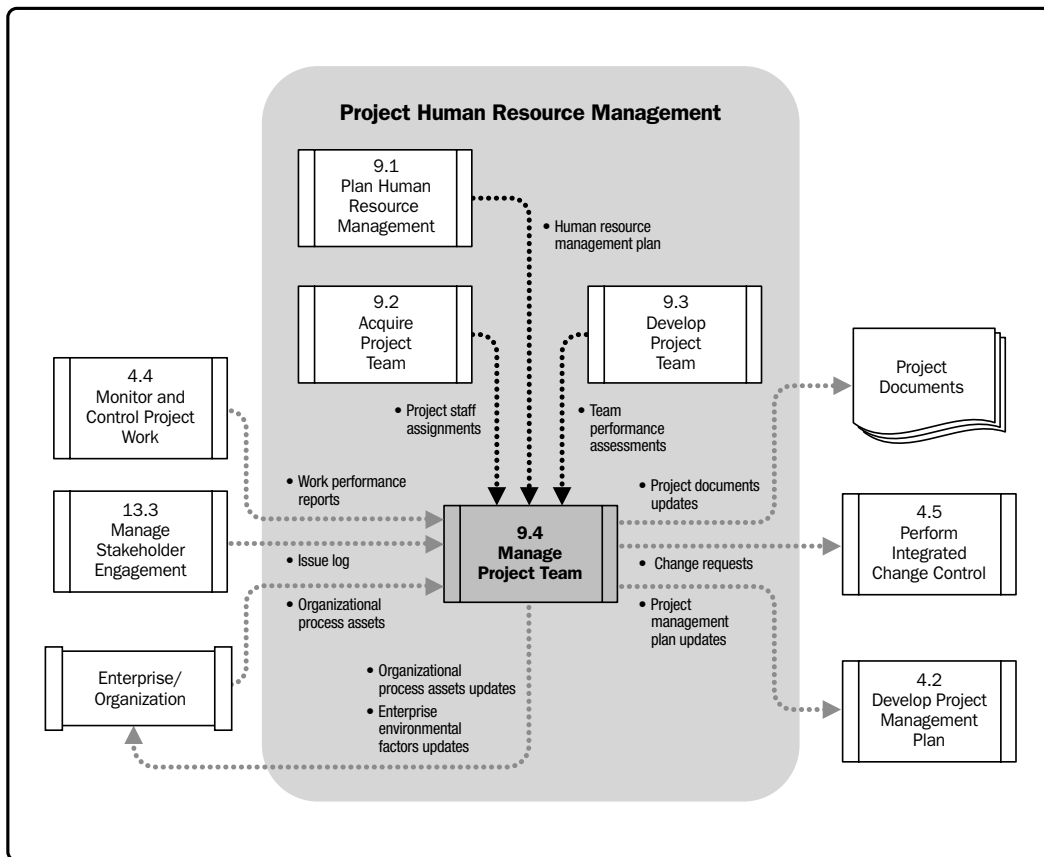 Project Human Resource Management
9.1
Plan Human
Resource
Management
• Human resource
management plan
9.2
Acquire
Project
Team
9.3
Develop
Project
Team
Project
Documents
4.4
Monitor and
Control Project
Work
• Project staff
assignments
• Team
performance
assessments
• Work performance
reports
• Project documents
updates
13.3
Manage
Stakeholder
Engagement
• Issue log
9.4
Manage
Project Team
• Change requests
4.5
Perform
Integrated
Change Control
• Organizational
process assets
• Project
management
plan updates
Enterprise/
Organization
• Organizational
process assets updates
• Enterprise
environmental
factors updates
4.2
Develop Project
Management
Plan